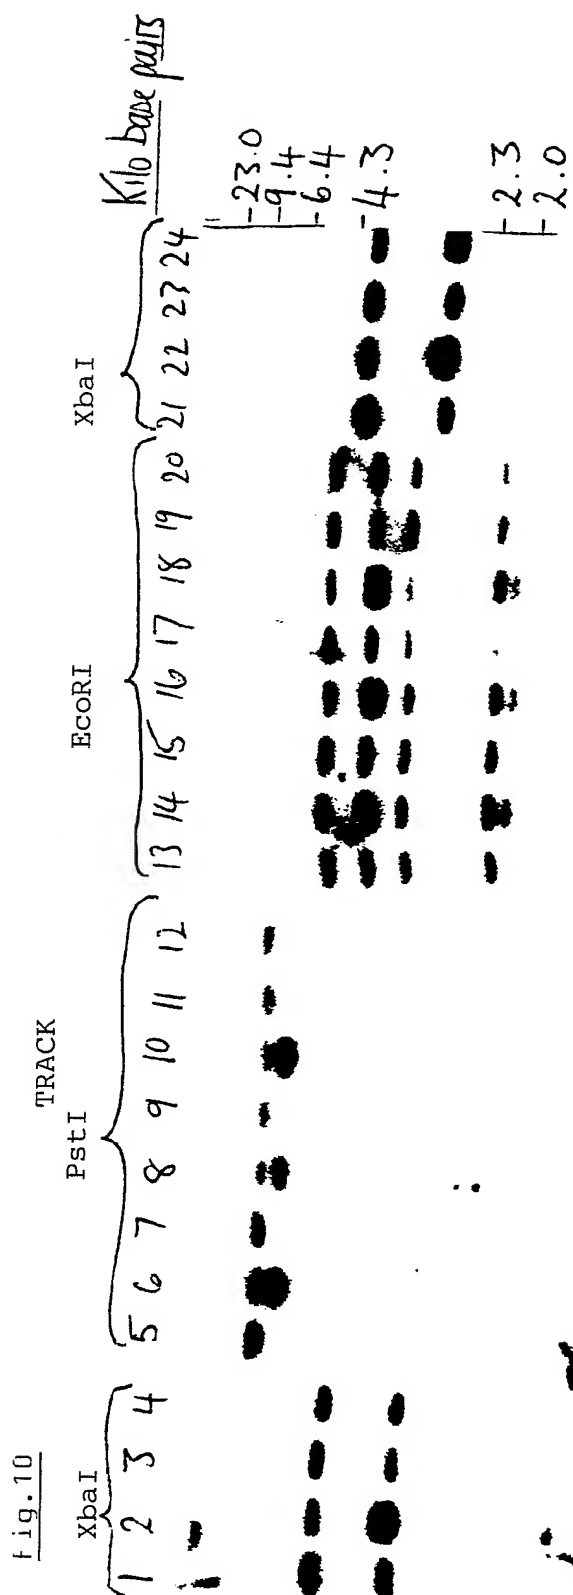 Fig.10
TRACK
XbaI PstI EcoRI XbaI
1 2 3 4 5 6 7 8 9 10 11 12 13 14 15 16 17 18 19 20 21 22 23 24
Kilo base pairs
-23.0
-9.4
-6.4
-4.3
-2.3
-2.0